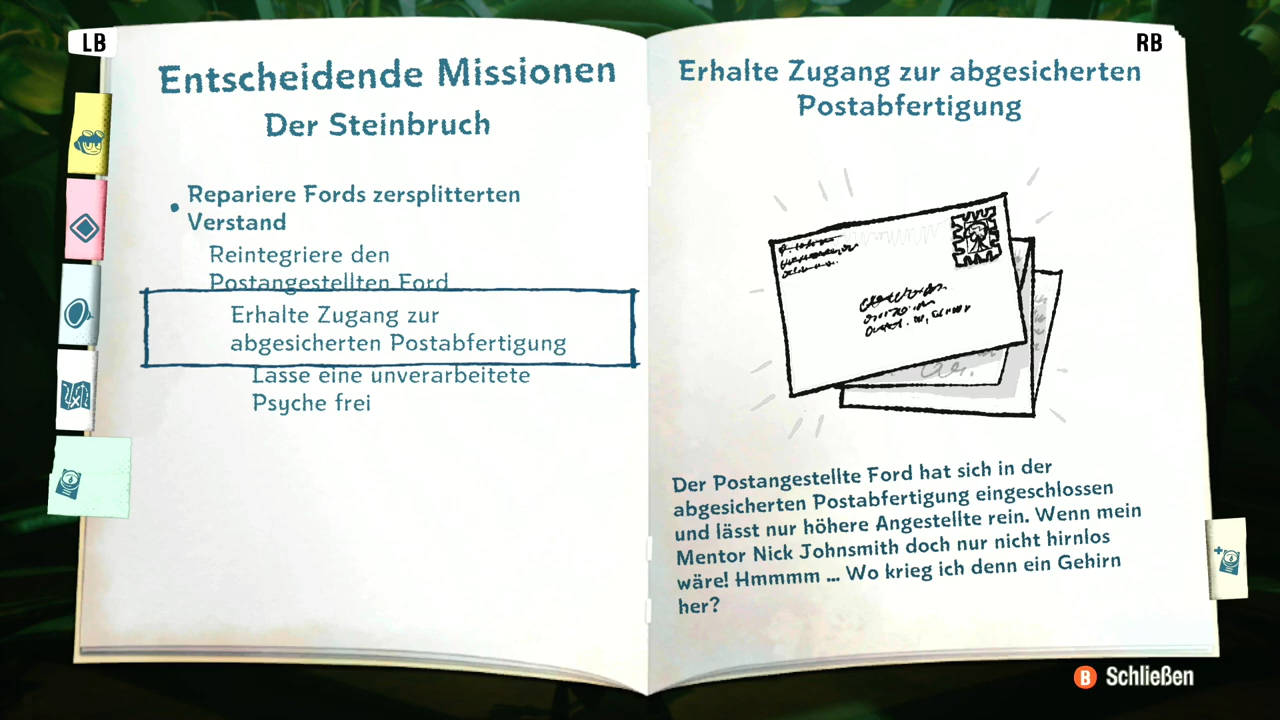 LB
Entscheidende Missionen
Der Steinbruch
Repariere Fords zersplitterten
Verstand
Reintegriere den
Postangestellten Ford
Erhalte Zugang zur
abgesicherten Postabfertigung
Lasse eine unverarbeitete
Psyche frei
RB
Erhalte Zugang zur abgesicherten
Postabfertigung
Der Postangestellte Ford hat sich in der
abgesicherten Postabfertigung eingeschlossen
und lässt nur höhere Angestellte rein. Wenn mein
Mentor Nick Johnsmith doch nur nicht hirnlos
wäre! Hmmmm ... Wo krieg ich denn ein Gehirn
her?
B Schließen